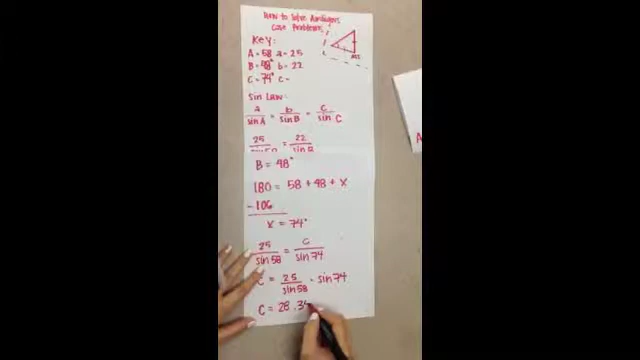 How to Solve Ambiguous
Case Problems
Key:
A = 58 a = 25
B = 48° b = 22
C = 74° c =
Sin Law:
a/sin A = b/sin B = c/sin C
25/sin 58 = 22/sin B
B = 48°
180 = 58 + 48 + x
- 106
x = 74°
25/sin 58 = c/sin 74
C = 25/sin 58 · sin 74
C = 28.34
A